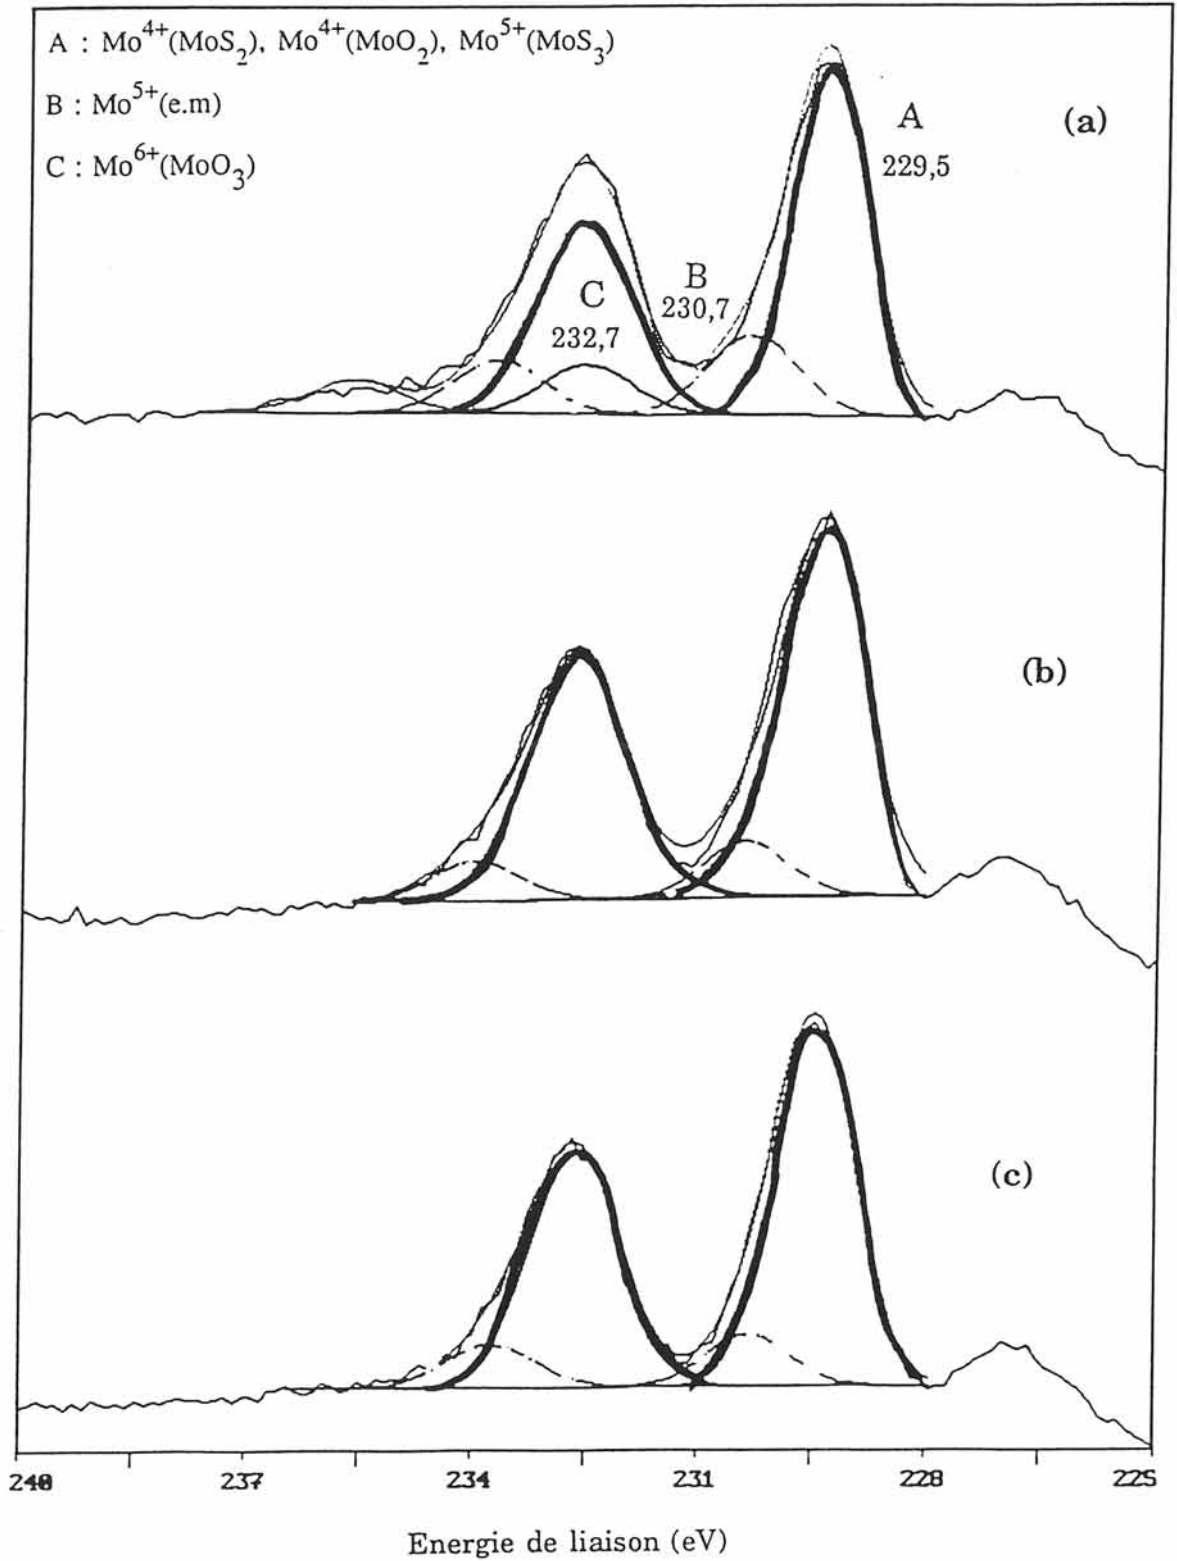 A : Mo⁴⁺(MoS₂), Mo⁴⁺(MoO₂), Mo⁵⁺(MoS₃)
B : Mo⁵⁺(e.m)
C : Mo⁶⁺(MoO₃)
A
229,5
(a)
B
230,7
C
232,7
(b)
(c)
240 237 234 231 228 225
Energie de liaison (eV)